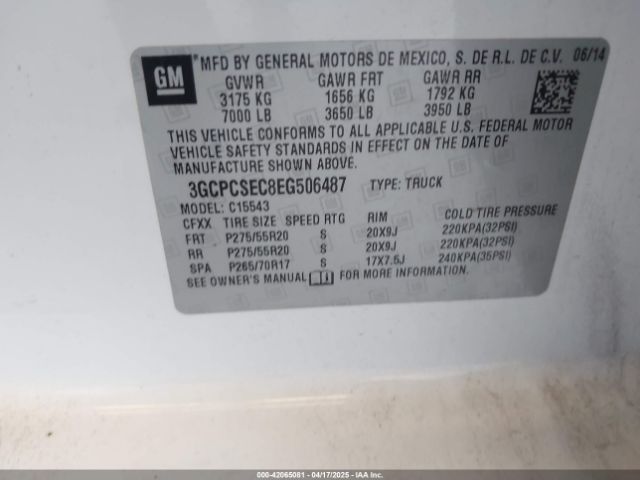 GM
*MFD BY GENERAL MOTORS DE MEXICO, S. DE R.L. DE C.V. 06/14
GVWR GAWR FRT GAWR RR
3175 KG 1656 KG 1792 KG
7000 LB 3650 LB 3950 LB
THIS VEHICLE CONFORMS TO ALL APPLICABLE U.S. FEDERAL MOTOR
VEHICLE SAFETY STANDARDS IN EFFECT ON THE DATE OF
MANUFACTURE SHOWN ABOVE.
3GCPCSEC8EG506487 TYPE: TRUCK
MODEL: C15543
CFXX TIRE SIZE SPEED RTG RIM COLD TIRE PRESSURE
FRT P275/55R20 S 20X9J 220KPA(32PSI)
RR P275/55R20 S 20X9J 220KPA(32PSI)
SPA P265/70R17 S 17X7.5J 240KPA(35PSI)
SEE OWNER'S MANUAL FOR MORE INFORMATION.
000-42065081 - 04/17/2025 - IAAI.COM